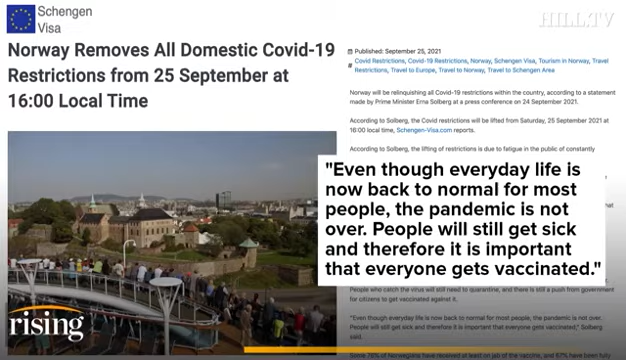 Schengen
Visa
HILL.TV
Norway Removes All Domestic Covid-19
Restrictions from 25 September at
16:00 Local Time
Published: September 25, 2021
# Covid Restrictions, Covid-19 Restrictions, Norway, Schengen Visa, Tourism in Norway, Travel
Restrictions, Travel to Europe, Travel to Norway, Travel to Schengen Area
Norway will be relinquishing all Covid-19 restrictions within the country, according to a statement
made by Prime Minister Erna Solberg at a press conference on 24 September 2021.
According to Solberg, the Covid restrictions will be lifted from Saturday, 25 September 2021 at
16:00 local time, Schengen-Visa.com reports.
According to Solberg, the lifting of restrictions is due to fatigue in the public of constantly
"Even though everyday life is
now back to normal for most
people, the pandemic is not
over. People will still get sick
and therefore it is important
that everyone gets vaccinated."
People who catch the virus will still need to quarantine, and there is still a push from government
for citizens to get vaccinated against it.
"Even though everyday life is now back to normal for most people, the pandemic is not over.
People will still get sick and therefore it is important that everyone gets vaccinated," Solberg
said.
rising